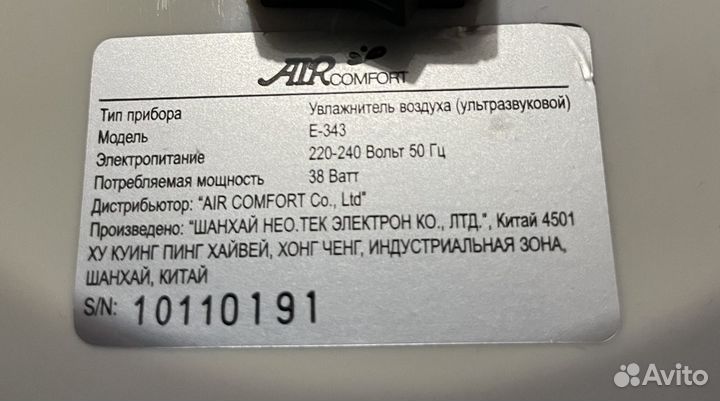 AIRCOMFORT
Тип прибора Увлажнитель воздуха (ультразвуковой)
Модель E-343
Электропитание 220-240 Вольт 50 Гц
Потребляемая мощность 38 Ватт
Дистрибьютор: "AIR COMFORT Co., Ltd"
Произведено: "ШАНХАЙ НЕО.ТЕК ЭЛЕКТРОН КО., ЛТД.", Китай 4501
ХУ КУИНГ ПИНГ ХАЙВЕЙ, ХОНГ ЧЕНГ, ИНДУСТРИАЛЬНАЯ ЗОНА,
ШАНХАЙ, КИТАЙ
S/N: 10110191
Avito